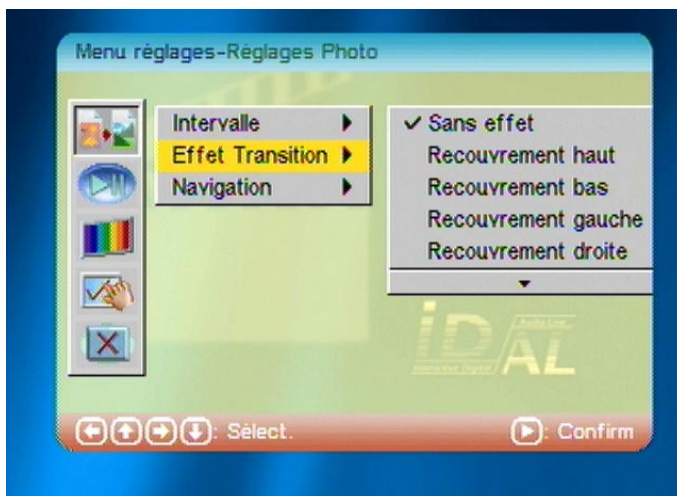 Menu réglages-Réglages Photo
Intervalle
Effet Transition
Navigation
Sans effet
Recouvrement haut
Recouvrement bas
Recouvrement gauche
Recouvrement droite
iDAL
: Sélect.
: Confirm